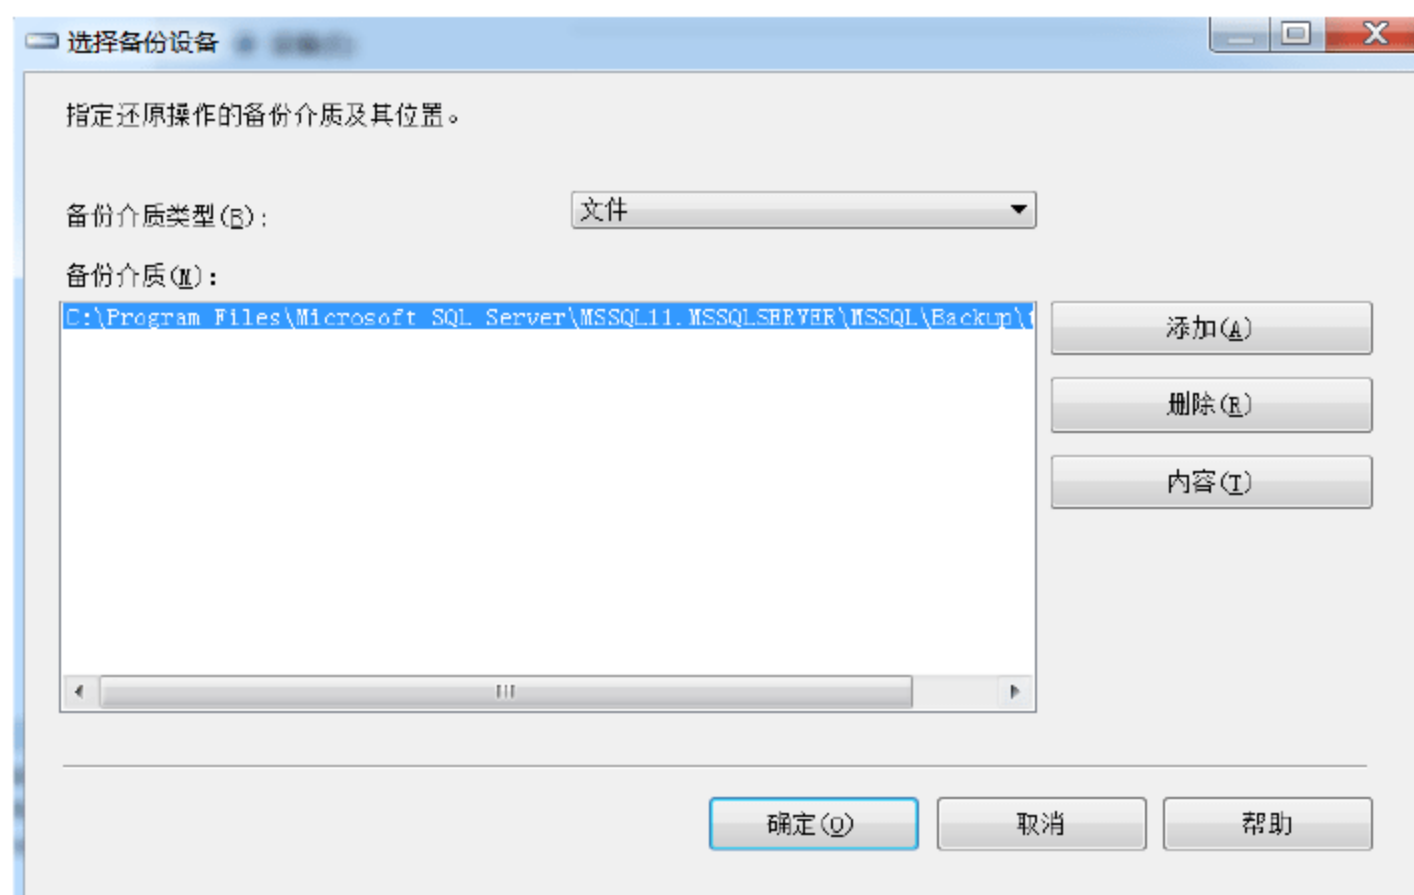 选择备份设备
指定还原操作的备份介质及其位置。
备份介质类型(B):
文件
备份介质(M):
C:\Program Files\Microsoft SQL Server\MSSQL11.MSSQLSERVER\MSSQL\Backup\
添加(A)
删除(R)
内容(T)
确定(O)
取消
帮助